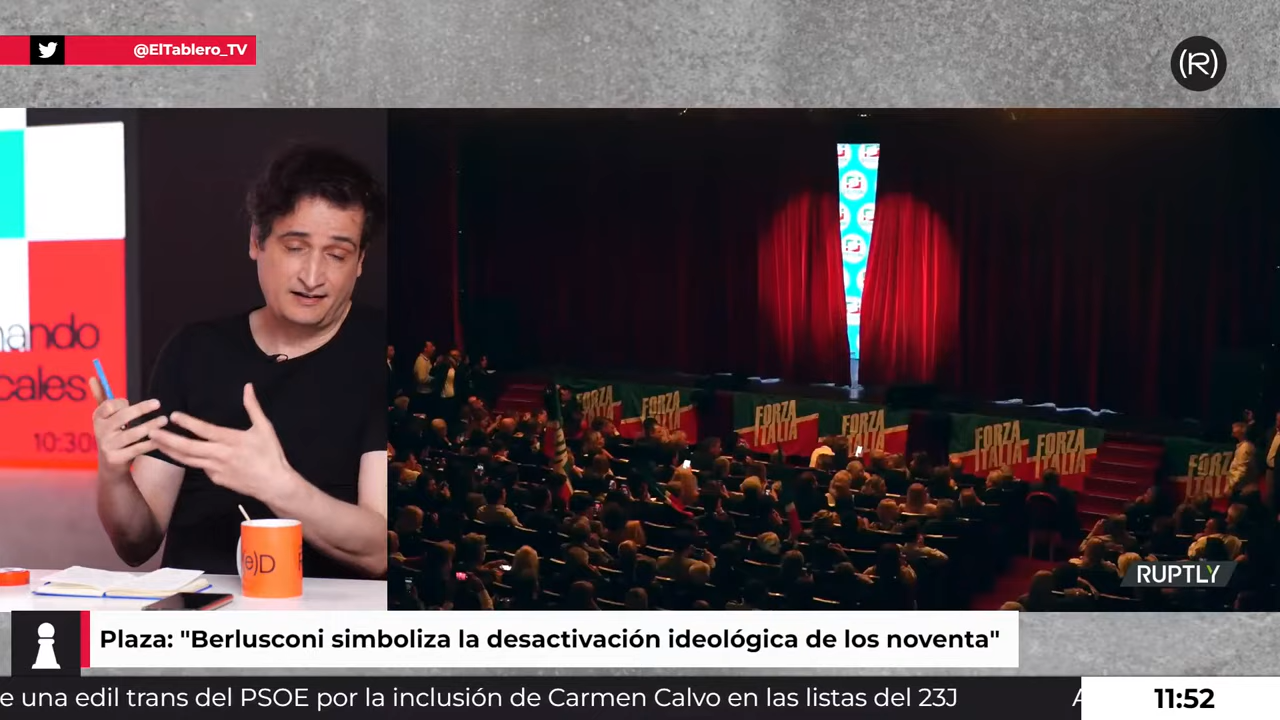 @ElTablero_TV
(R)
ando
cales
10:30
(e)D
FORZA ITALIA
FORZA ITALIA
FORZA ITALIA
FORZA ITALIA
FORZA ITALIA
FORZA ITALIA
FORZA
RUPTLY
Plaza: "Berlusconi simboliza la desactivación ideológica de los noventa"
e una edil trans del PSOE por la inclusión de Carmen Calvo en las listas del 23J
11:52